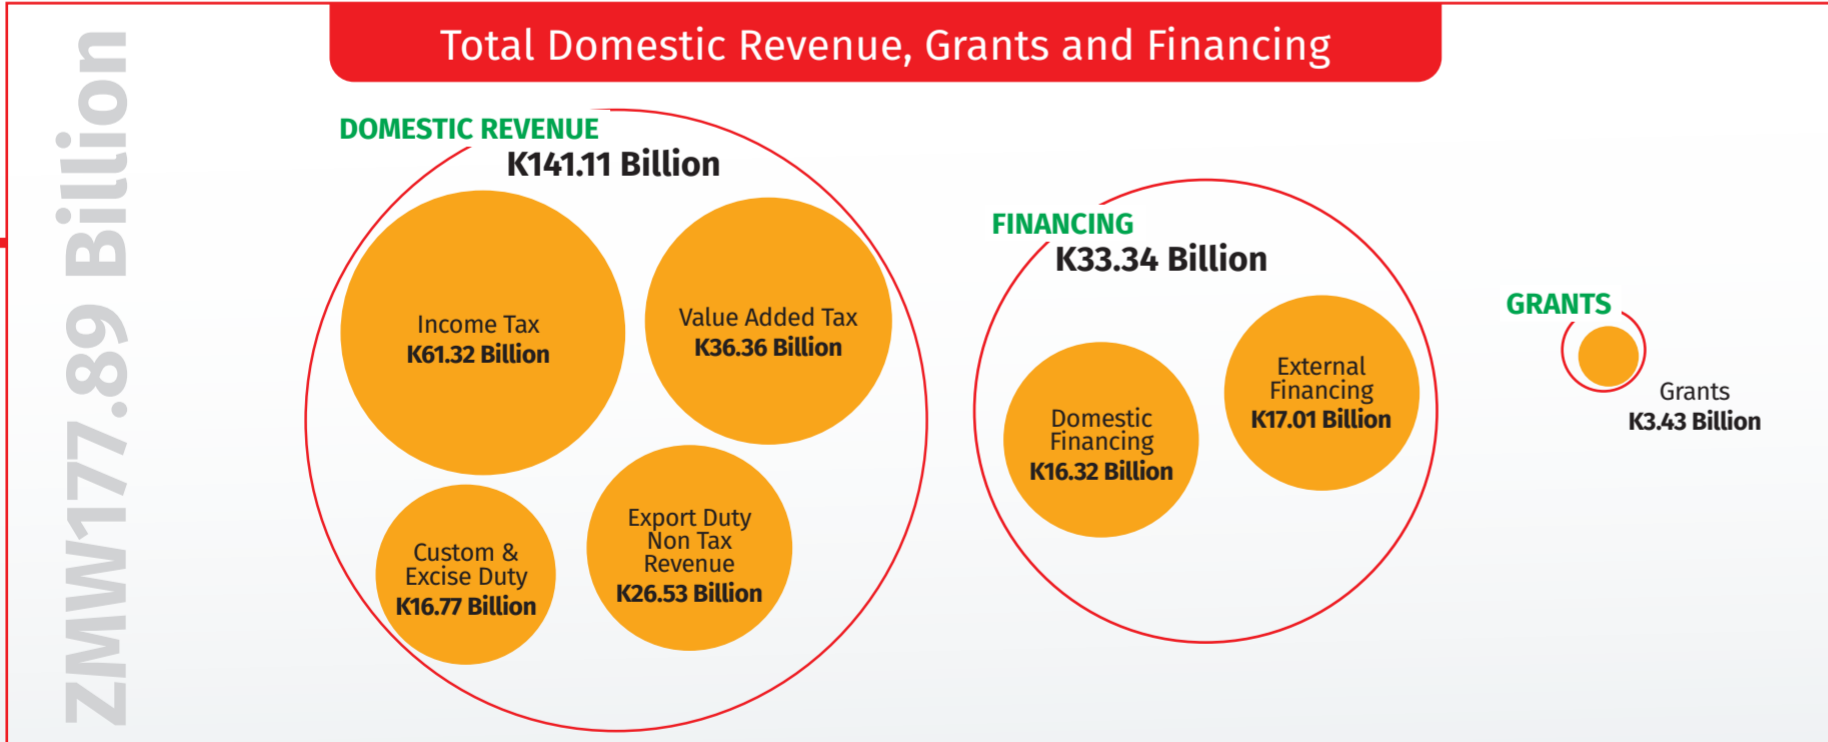 Total Domestic Revenue, Grants and Financing
ZMW177.89 Billion
DOMESTIC REVENUE
K141.11 Billion
Income Tax
K61.32 Billion
Value Added Tax
K36.36 Billion
Custom &
Excise Duty
K16.77 Billion
Export Duty
Non Tax
Revenue
K26.53 Billion
FINANCING
K33.34 Billion
Domestic
Financing
K16.32 Billion
External
Financing
K17.01 Billion
GRANTS
Grants
K3.43 Billion